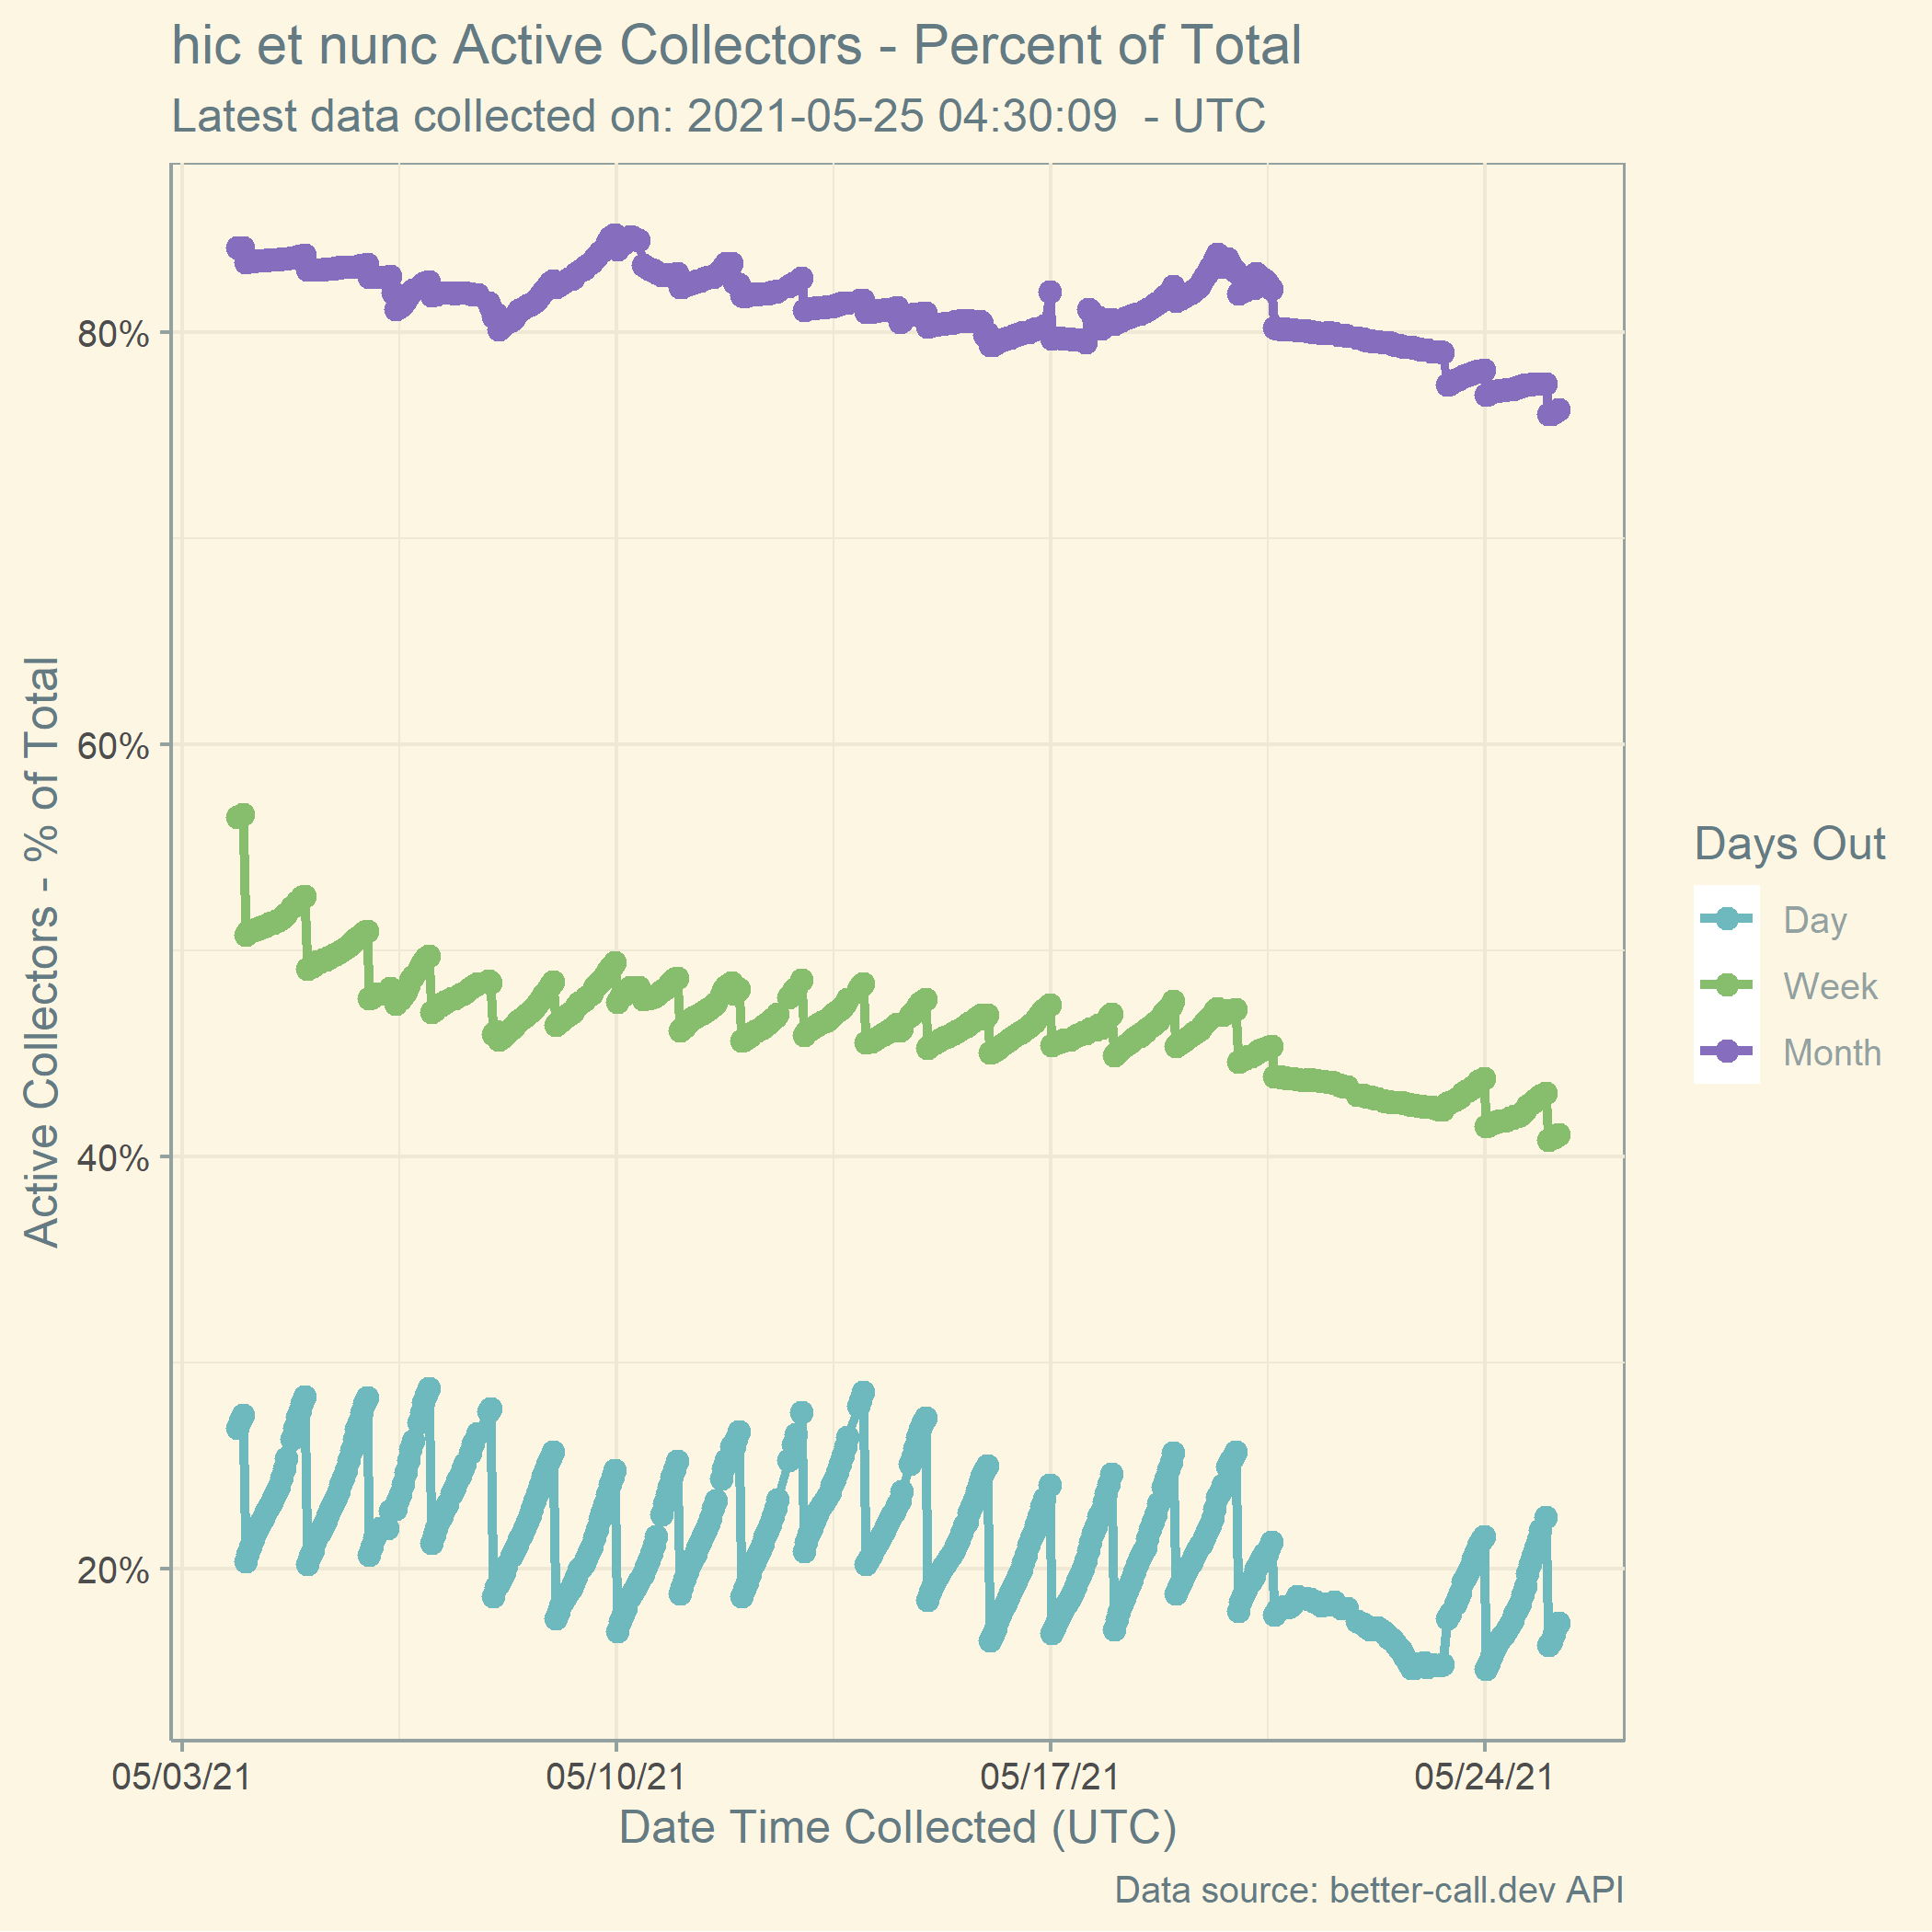 hic et nunc Active Collectors - Percent of Total
Latest data collected on: 2021-05-25 04:30:09  - UTC
Active Collectors - % of Total
80%
60%
40%
20%
05/03/21
05/10/21
05/17/21
05/24/21
Date Time Collected (UTC)
Days Out
Day
Week
Month
Data source: better-call.dev API